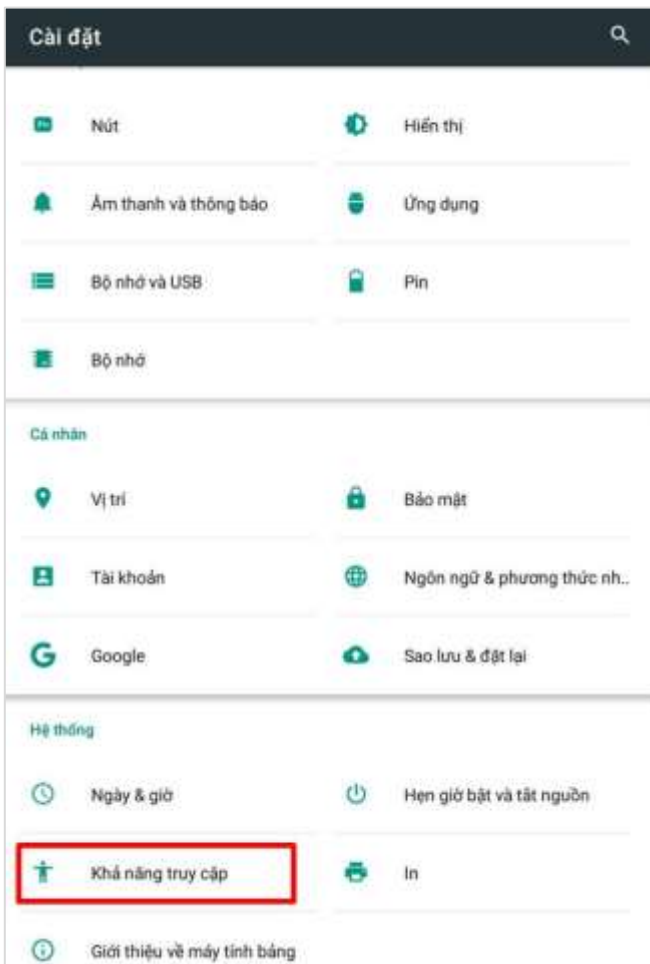 Cài đặt
Nút
Hiển thị
Âm thanh và thông báo
Ứng dụng
Bộ nhớ và USB
Pin
Bộ nhớ
Cá nhân
Vị trí
Bảo mật
Tài khoản
Ngôn ngữ & phương thức nh..
Google
Sao lưu & đặt lại
Hệ thống
Ngày & giờ
Hẹn giờ bật và tắt nguồn
Khả năng truy cập
In
Giới thiệu về máy tính bảng